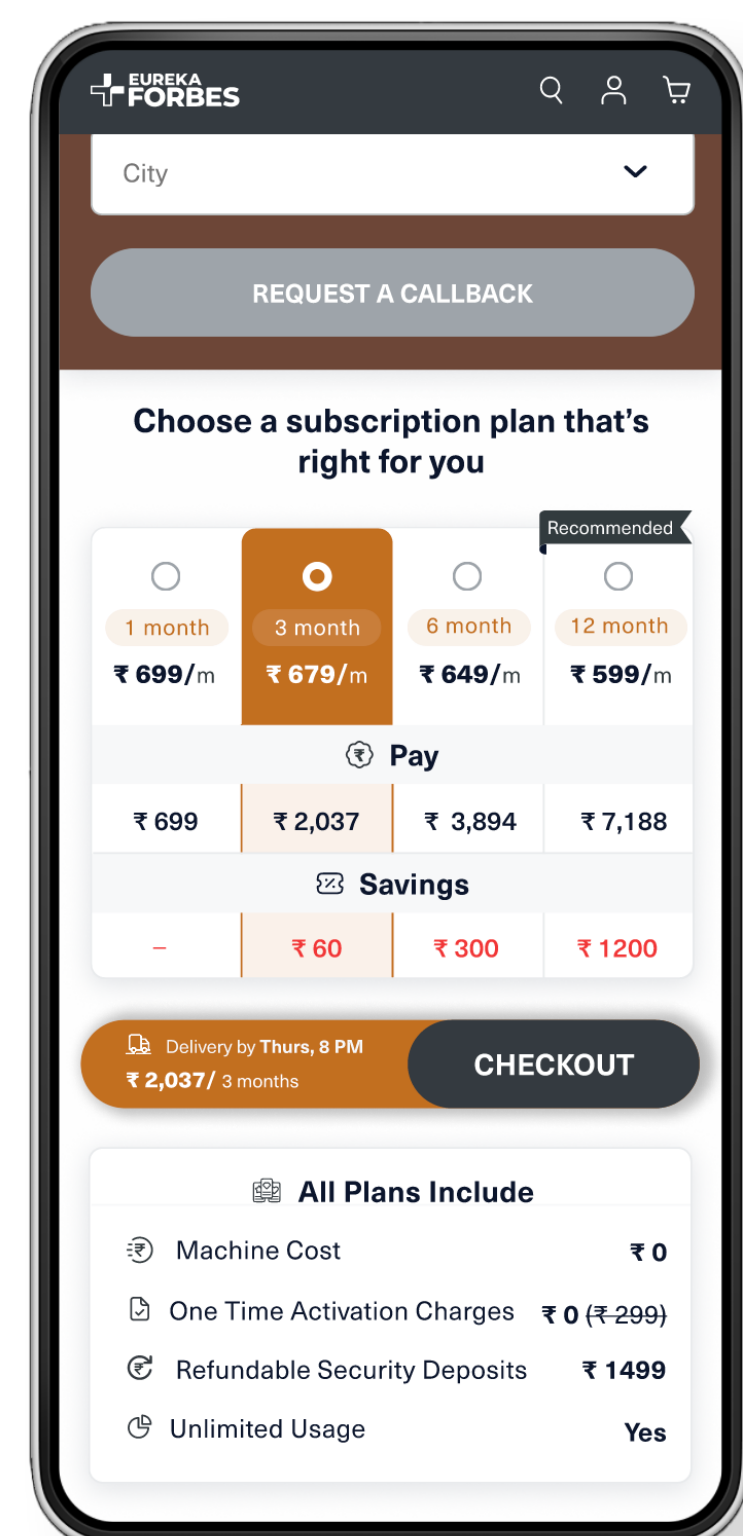 EUREKA
FORBES
City
REQUEST A CALLBACK
Choose a subscription plan that's
right for you
Recommended
1 month
3 month
6 month
12 month
₹ 699/m
₹ 679/m
₹ 649/m
₹ 599/m
Pay
₹ 699
₹ 2,037
₹ 3,894
₹ 7,188
Savings
–
₹ 60
₹ 300
₹ 1200
Delivery by Thurs, 8 PM
₹ 2,037/ 3 months
CHECKOUT
All Plans Include
Machine Cost ₹ 0
One Time Activation Charges ₹ 0 (₹ 299)
Refundable Security Deposits ₹ 1499
Unlimited Usage Yes